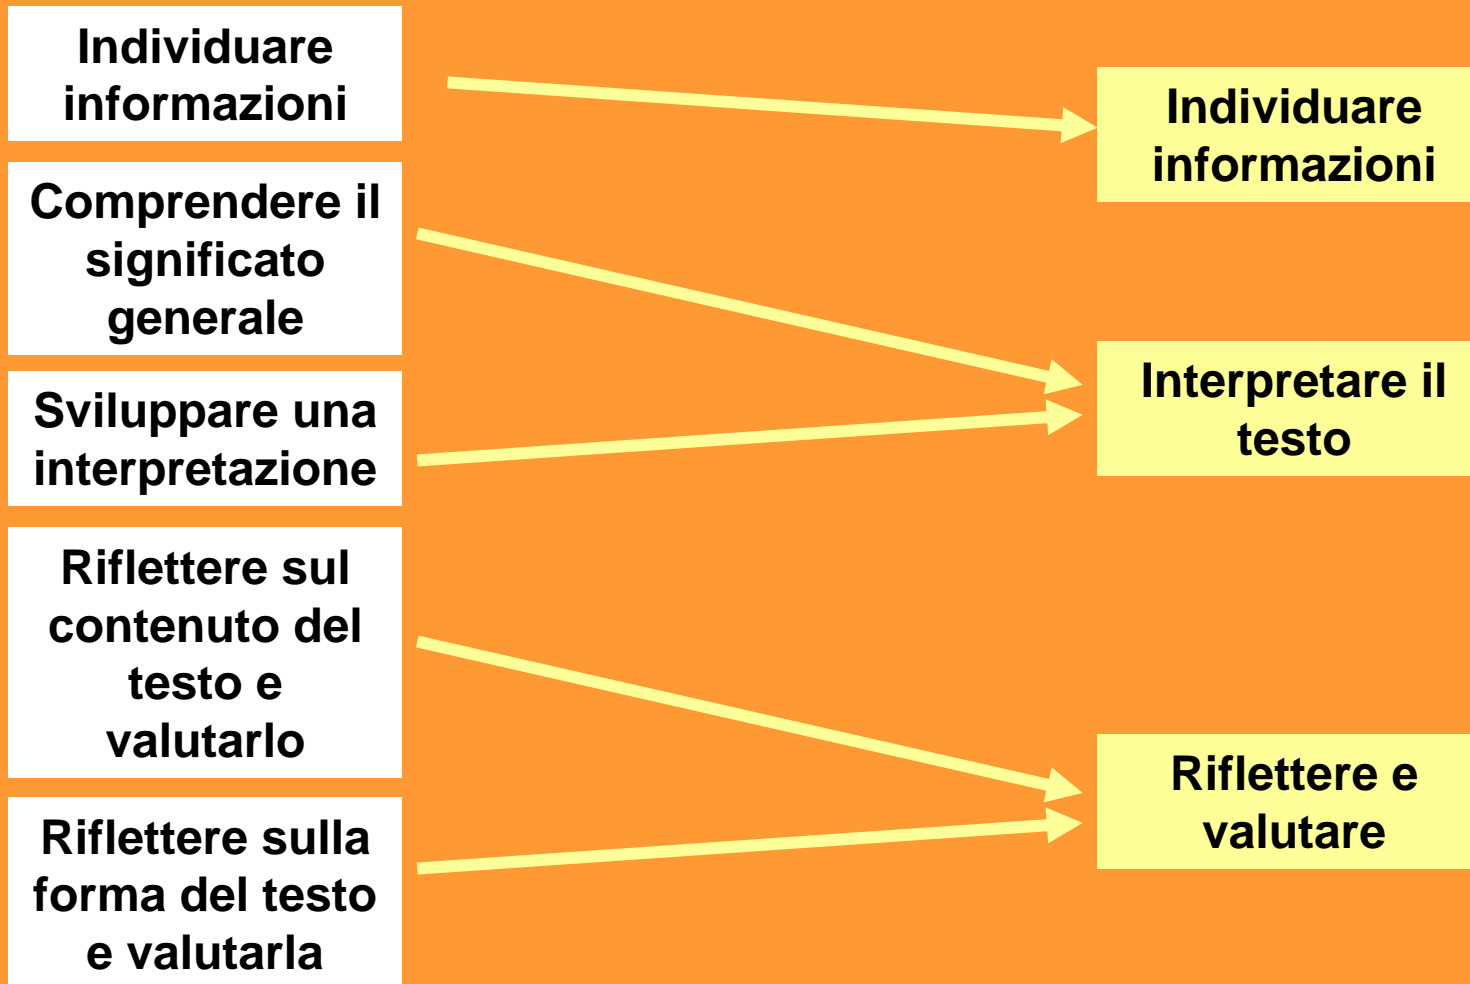 Individuare
informazioni
Comprendere il
significato
generale
Sviluppare una
interpretazione
Riflettere sul
contenuto del
testo e
valutarlo
Riflettere sulla
forma del testo
e valutarla
Individuare
informazioni
Interpretare il
testo
Riflettere e
valutare